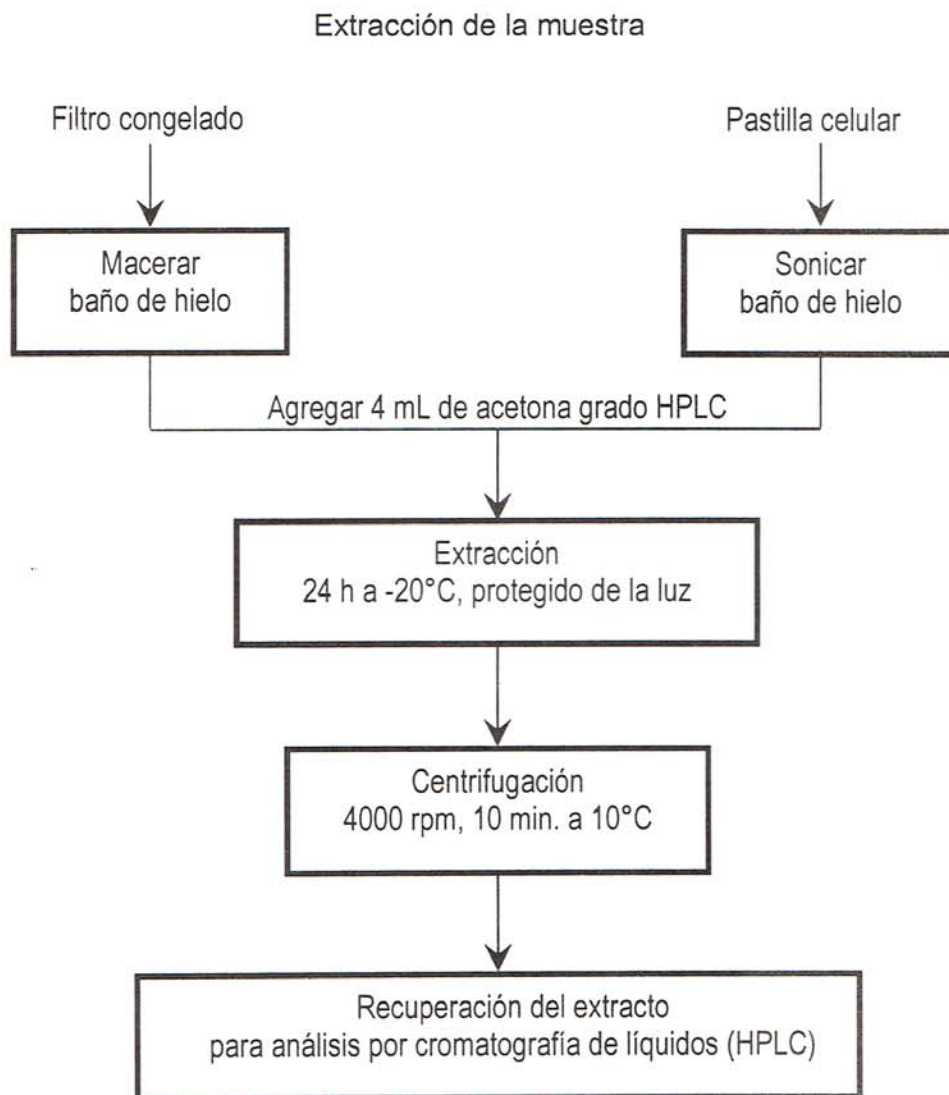 Extracción de la muestra
Filtro congelado
Pastilla celular
Macerar
baño de hielo
Sonicar
baño de hielo
Agregar 4 mL de acetona grado HPLC
Extracción
24 h a -20°C, protegido de la luz
Centrifugación
4000 rpm, 10 min. a 10°C
Recuperación del extracto
para análisis por cromatografía de líquidos (HPLC)